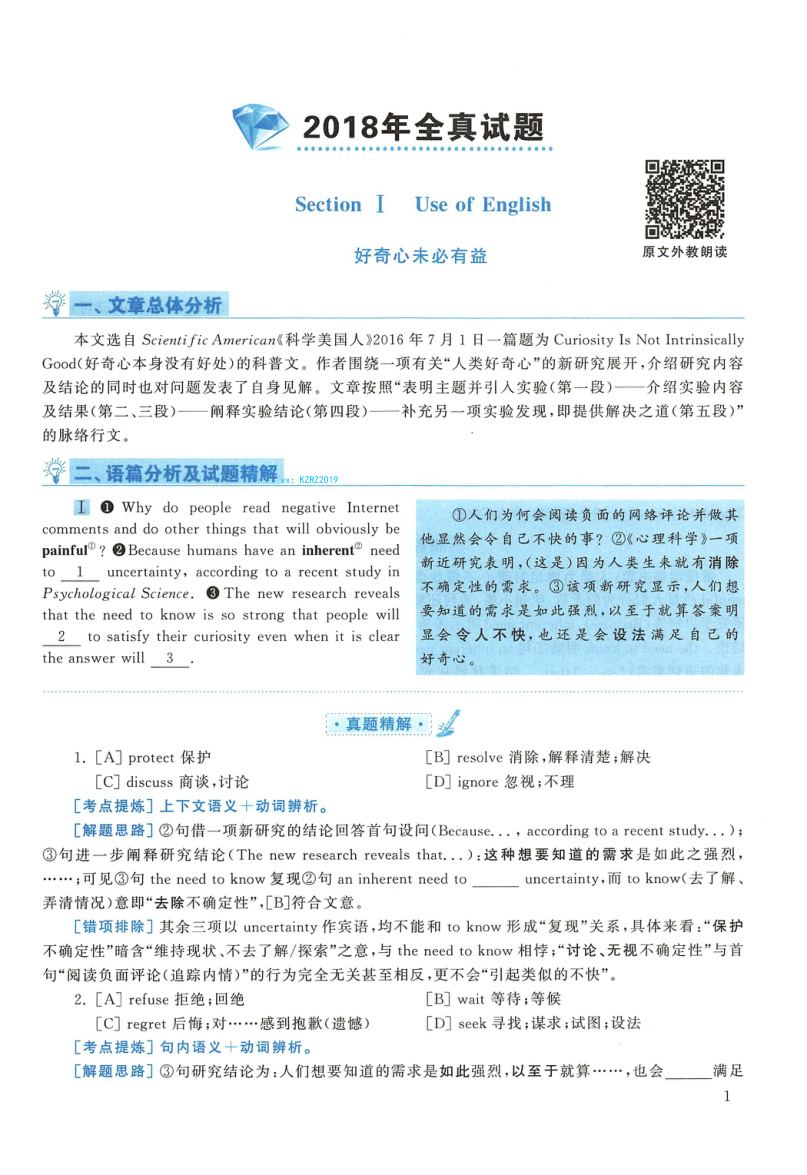 2018年全真试题
Section Ⅰ Use of English
好奇心未必有益
原文外教朗读
一、文章总体分析
本文选自 Scientific American《科学美国人》2016 年 7 月 1 日一篇题为 Curiosity Is Not Intrinsically
Good(好奇心本身没有好处)的科普文。作者围绕一项有关“人类好奇心”的新研究展开,介绍研究内容
及结论的同时也对问题发表了自身见解。文章按照“表明主题并引入实验(第一段)——介绍实验内容
及结果(第二、三段)——阐释实验结论(第四段)——补充另一项实验发现,即提供解决之道(第五段)”
的脉络行文。
二、语篇分析及试题精解
vx: KZRZ2019
Ⅰ ❶ Why do people read negative Internet
comments and do other things that will obviously be
painful①? ❷Because humans have an inherent② need
to 1 uncertainty, according to a recent study in
Psychological Science. ❸ The new research reveals
that the need to know is so strong that people will
2 to satisfy their curiosity even when it is clear
the answer will 3 .
①人们为何会阅读负面的网络评论并做其
他显然会令自己不快的事? ②《心理科学》一项
新近研究表明,(这是)因为人类生来就有消除
不确定性的需求。③该项新研究显示,人们想
要知道的需求是如此强烈,以至于就算答案明
显会令人不快,也还是会设法满足自己的
好奇心。
·真题精解·
1. [A] protect 保护 [B] resolve 消除,解释清楚;解决
[C] discuss 商谈,讨论 [D] ignore 忽视;不理
[考点提炼] 上下文语义＋动词辨析。
[解题思路] ②句借一项新研究的结论回答首句设问(Because..., according to a recent study...);
③句进一步阐释研究结论(The new research reveals that...):这种想要知道的需求是如此之强烈,
……;可见③句 the need to know 复现②句 an inherent need to ______ uncertainty,而 to know(去了解、
弄清情况)意即“去除不确定性”,[B]符合文意。
[错项排除] 其余三项以 uncertainty 作宾语,均不能和 to know 形成“复现”关系,具体来看:“保护
不确定性”暗含“维持现状、不去了解/探索”之意,与 the need to know 相悖;“讨论、无视不确定性”与首
句“阅读负面评论(追踪内情)”的行为完全无关甚至相反,更不会“引起类似的不快”。
2. [A] refuse 拒绝;回绝 [B] wait 等待;等候
[C] regret 后悔;对……感到抱歉(遗憾) [D] seek 寻找;谋求;试图;设法
[考点提炼] 句内语义＋动词辨析。
[解题思路] ③句研究结论为:人们想要知道的需求是如此强烈,以至于就算……,也会______满足
1